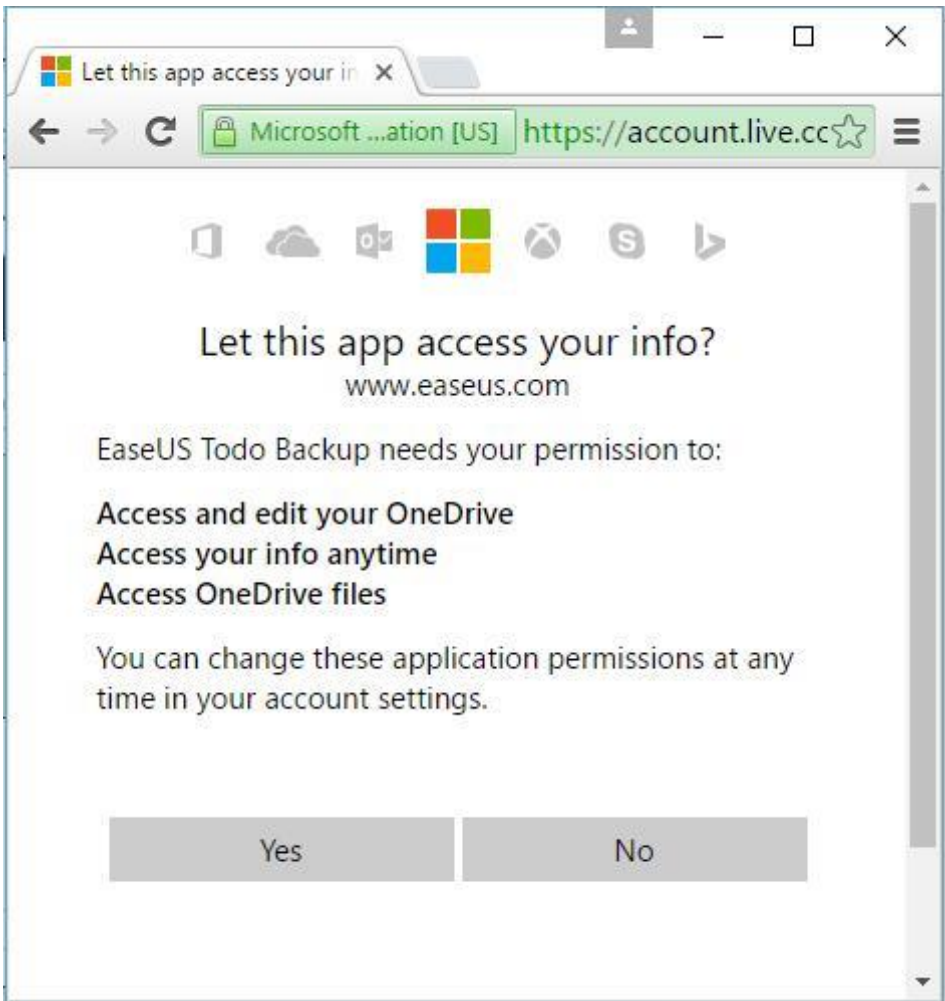 Let this app access your in
Microsoft ...ation [US] https://account.live.cc
Let this app access your info?
www.easeus.com
EaseUS Todo Backup needs your permission to:
Access and edit your OneDrive
Access your info anytime
Access OneDrive files
You can change these application permissions at any
time in your account settings.
Yes No